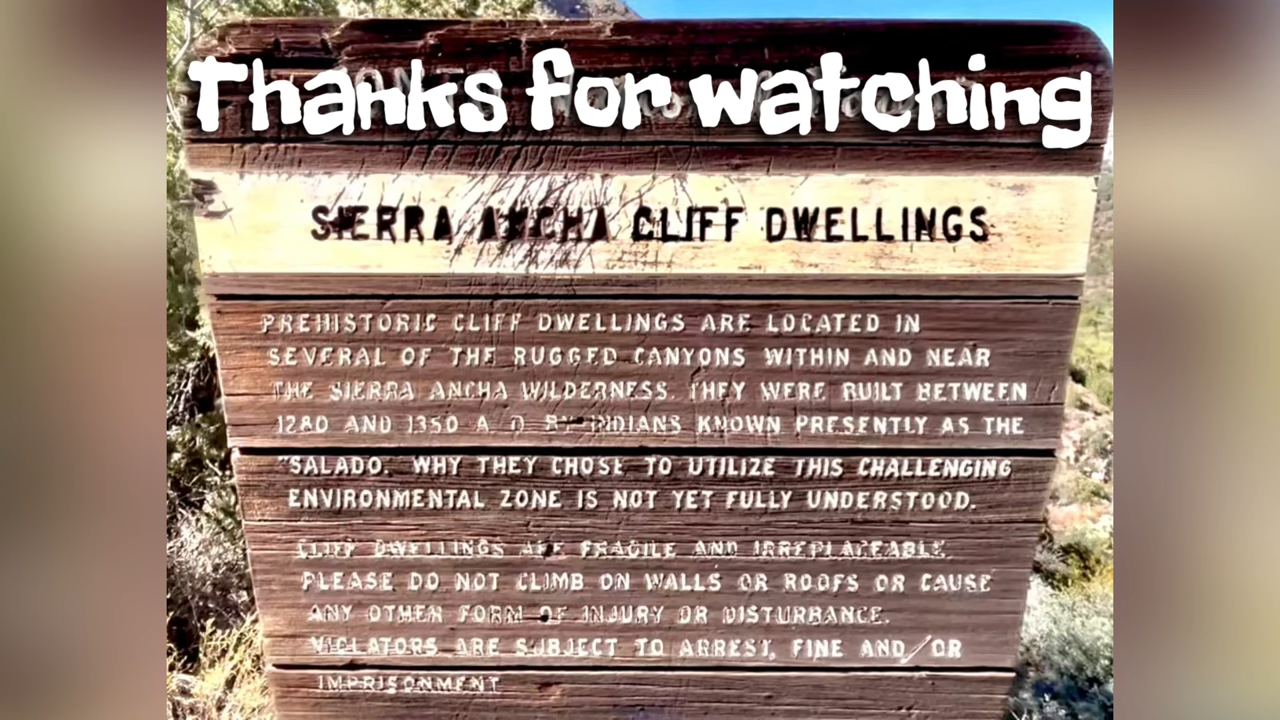 Thanks for watching
SIERRA ANCHA CLIFF DWELLINGS
PREHISTORIC CLIFF DWELLINGS ARE LOCATED IN
SEVERAL OF THE RUGGED CANYONS WITHIN AND NEAR
THE SIERRA ANCHA WILDERNESS. THEY WERE BUILT BETWEEN
1280 AND 1350 A. D. BY INDIANS KNOWN PRESENTLY AS THE
"SALADO. WHY THEY CHOSE TO UTILIZE THIS CHALLENGING
ENVIRONMENTAL ZONE IS NOT YET FULLY UNDERSTOOD.
CLIFF DWELLINGS ARE FRAGILE AND IRREPLACEABLE
PLEASE DO NOT CLIMB ON WALLS OR ROOFS OR CAUSE
ANY OTHER FORM OF INJURY OR DISTURBANCE.
VIOLATORS ARE SUBJECT TO ARREST, FINE AND/OR
IMPRISONMENT